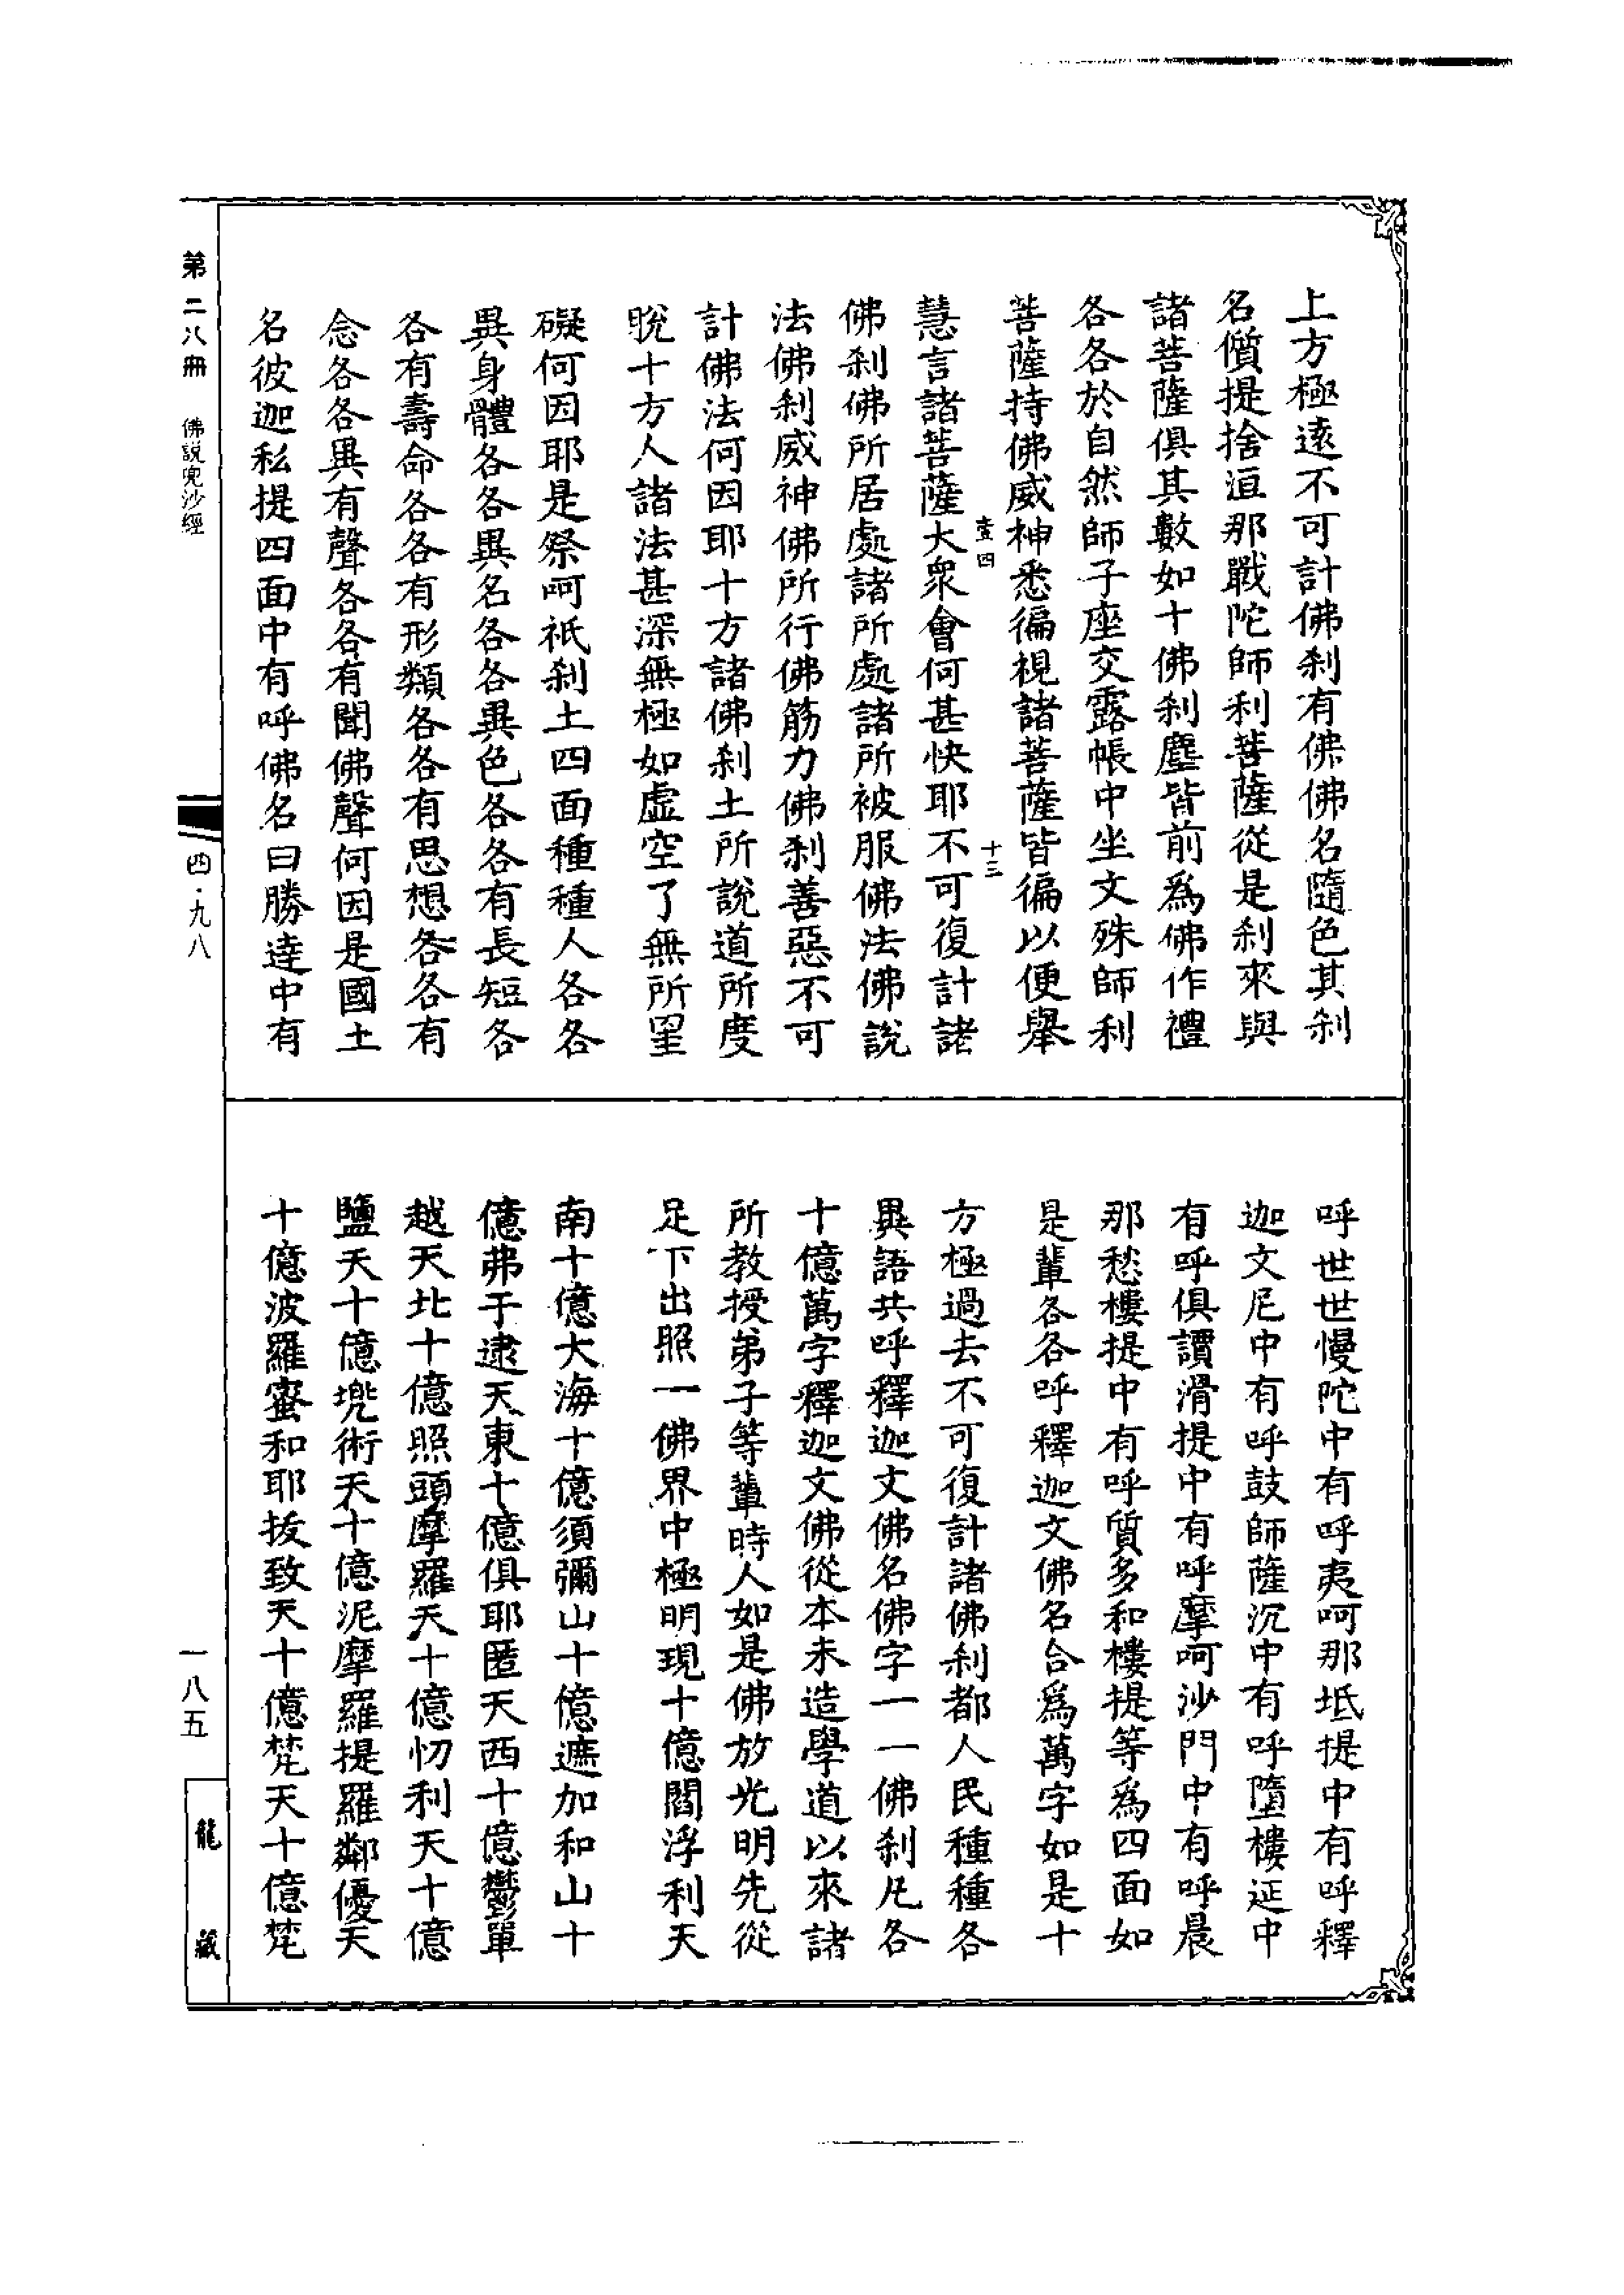 上方極遠不可計佛刹有佛佛名隨色其刹
名儨提捨洹那戰陀師利菩薩從是刹來與
諸菩薩俱其數如十佛刹塵皆前爲佛作禮
各各於自然師子座交露帳中坐文殊師利
菩薩持佛威神悉徧視諸菩薩皆徧以便舉
壹四
十三
慧言諸菩薩大衆會何甚快耶不可復計諸
佛刹佛所居處諸所處諸所被服佛法佛說
法佛刹威神佛所行佛筋力佛刹善惡不可
計佛法何因耶十方諸佛刹土所說道所度
脫十方人諸法甚深無極如虛空了無所罣
礙何因耶是祭呵祇刹土四面種種人各各
異身體各各異名各各異色各各有長短各
各有壽命各各有形類各各有思想各各有
念各各異有聲各各有聞佛聲何因是國土
名彼迦私提四面中有呼佛名曰勝達中有
呼世世慢陀中有呼夷呵那坻提中有呼釋
迦文尼中有呼鼓師薩沉中有呼墮樓延中
有呼俱譚滑提中有呼摩呵沙門中有呼晨
那愁樓提中有呼質多和樓提等爲四面如
是輩各各呼釋迦文佛名合爲萬字如是十
方極過去不可復計諸佛刹都人民種種各
異語共呼釋迦文佛名佛字一一佛刹凡各
十億萬字釋迦文佛從本未造學道以來諸
所教授弟子等輩時人如是佛放光明先從
足下出照一佛界中極明現十億閻浮利天
南十億大海十億須彌山十億遮加和山十
億弗于逮天東十億俱耶匿天西十億鬱單
越天北十億照頭摩羅天十億忉利天十億
鹽天十億兜術天十億泥摩羅提羅鄰優天
十億波羅蜜和耶拔致天十億梵天十億梵
第二八冊
佛說兜沙經
四·九八
一八五
龍藏